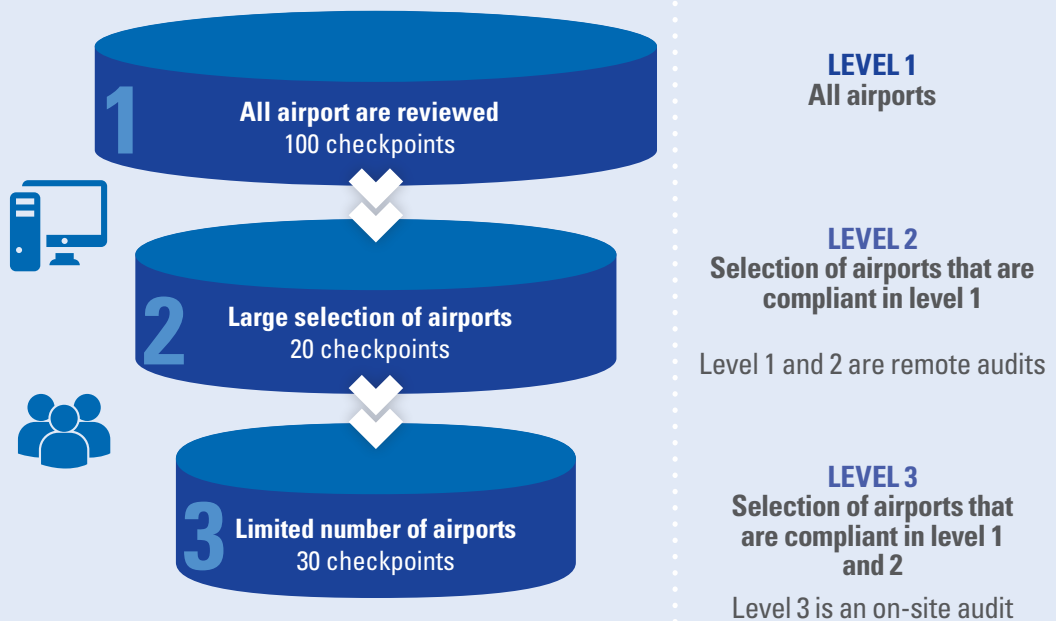 1
All airport are reviewed
100 checkpoints
LEVEL 1
All airports
2
Large selection of airports
20 checkpoints
LEVEL 2
Selection of airports that are
compliant in level 1
Level 1 and 2 are remote audits
3
Limited number of airports
30 checkpoints
LEVEL 3
Selection of airports that
are compliant in level 1
and 2
Level 3 is an on-site audit